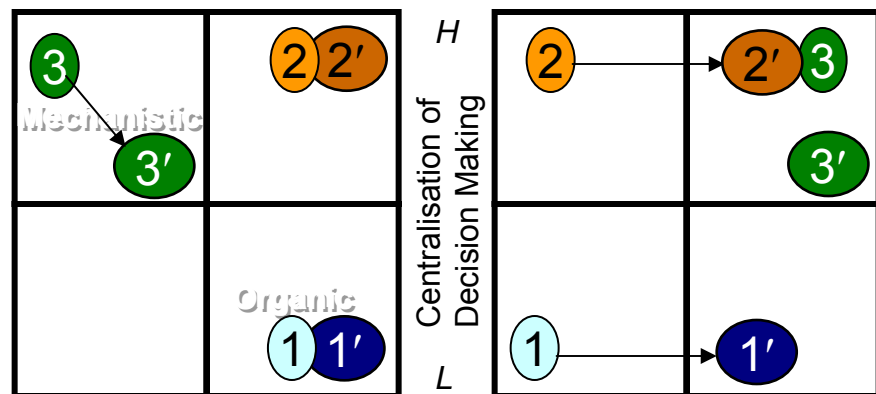 3
Mechanistic
3′
2 2′
Organic
1 1′
H
Centralisation of
Decision Making
L
2
2′ 3
3′
1
1′